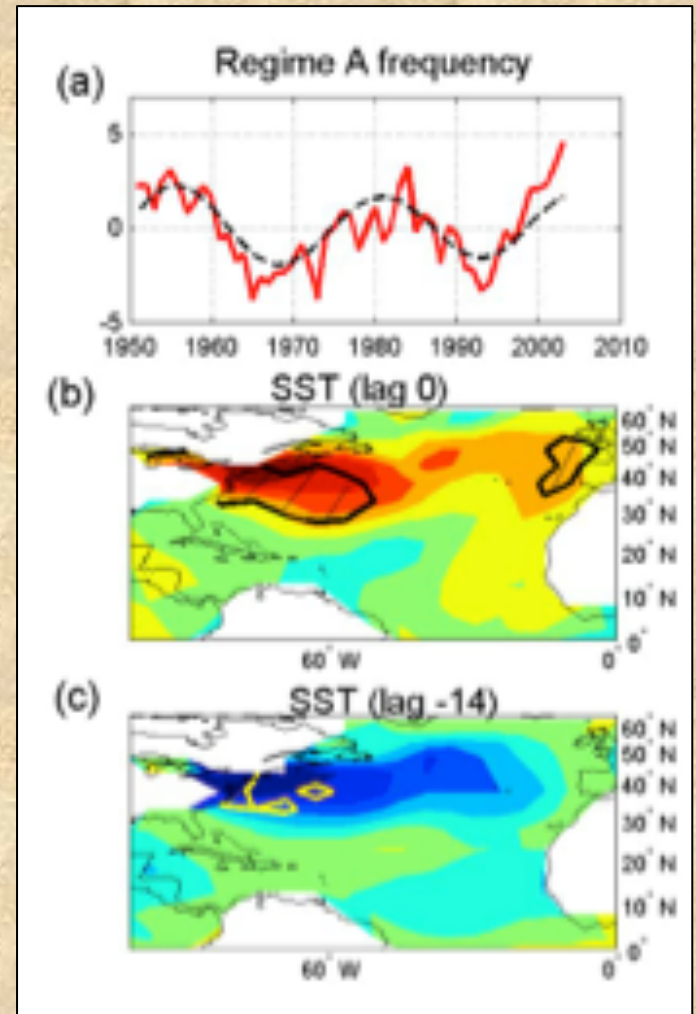 (a)
Regime A frequency
5
0
-5
1950 1960 1970 1980 1990 2000 2010
(b)
SST (lag 0)
60° N
50° N
40° N
30° N
20° N
10° N
0°
60° W 0°
(c)
SST (lag -14)
60° N
50° N
40° N
30° N
20° N
10° N
0°
60° W 0°